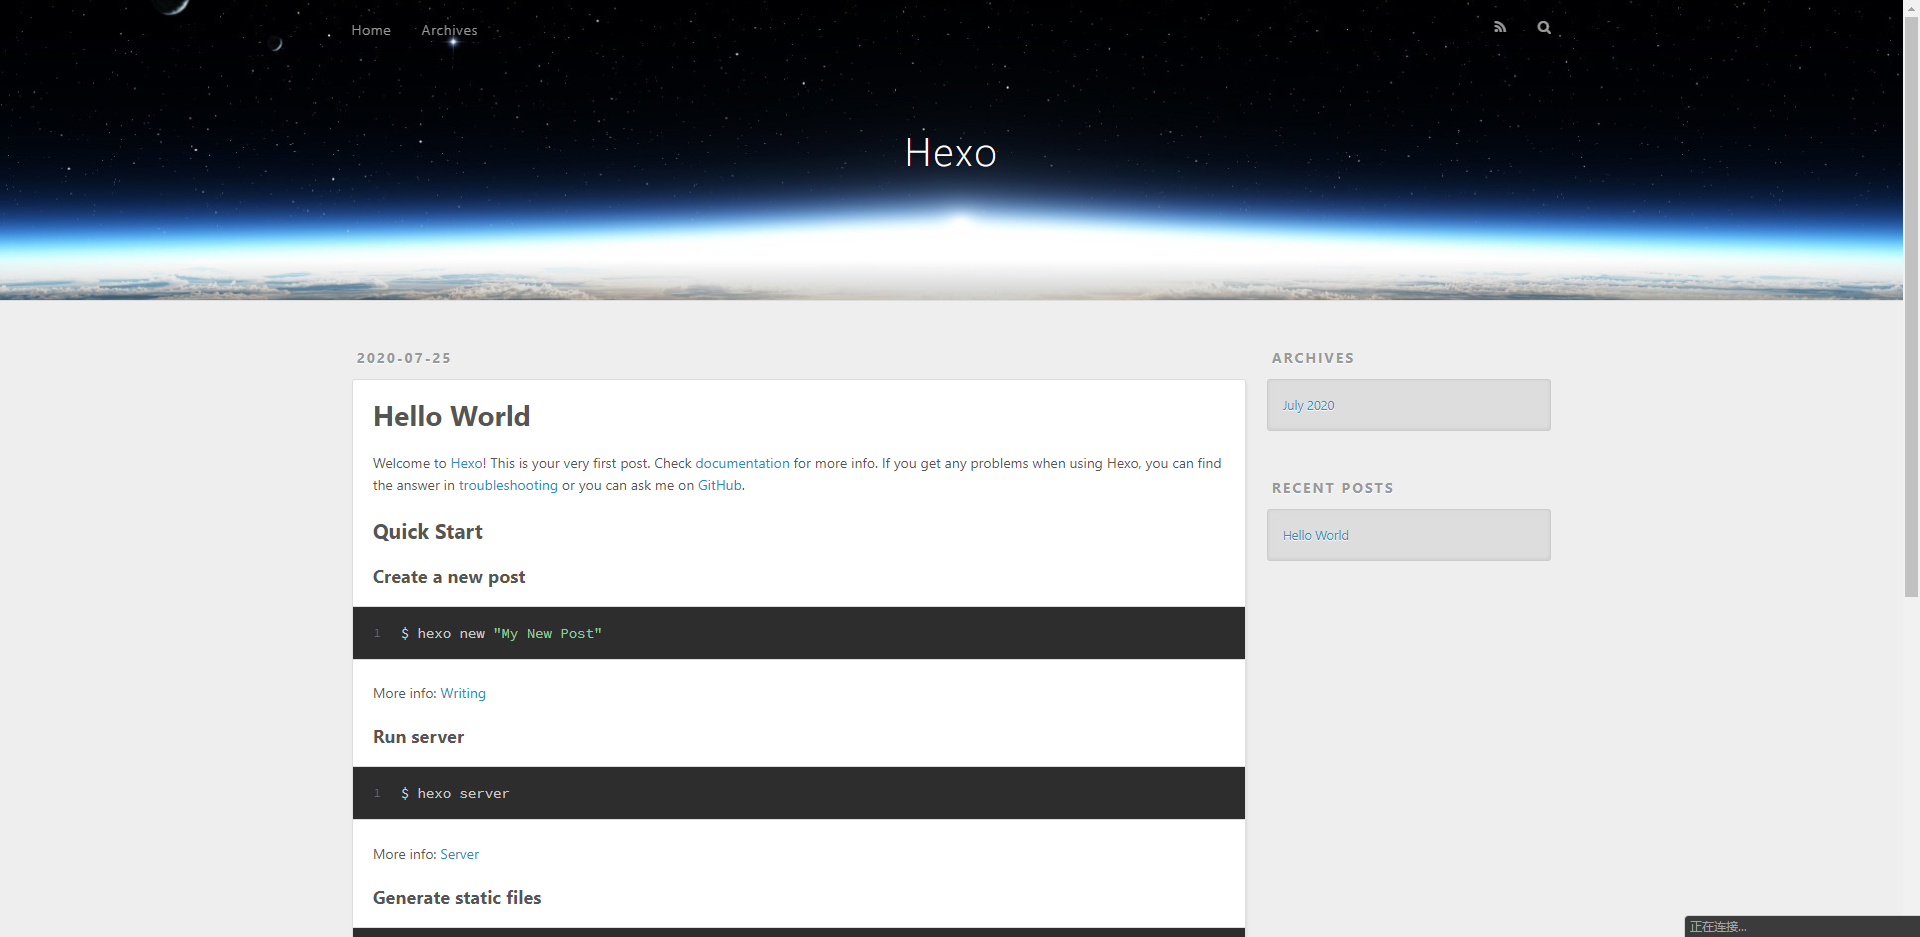 Home Archives
Hexo
2020-07-25
Hello World
Welcome to Hexo! This is your very first post. Check documentation for more info. If you get any problems when using Hexo, you can find
the answer in troubleshooting or you can ask me on GitHub.
Quick Start
Create a new post
1 $ hexo new "My New Post"
More info: Writing
Run server
1 $ hexo server
More info: Server
Generate static files
ARCHIVES
July 2020
RECENT POSTS
Hello World
正在连接...